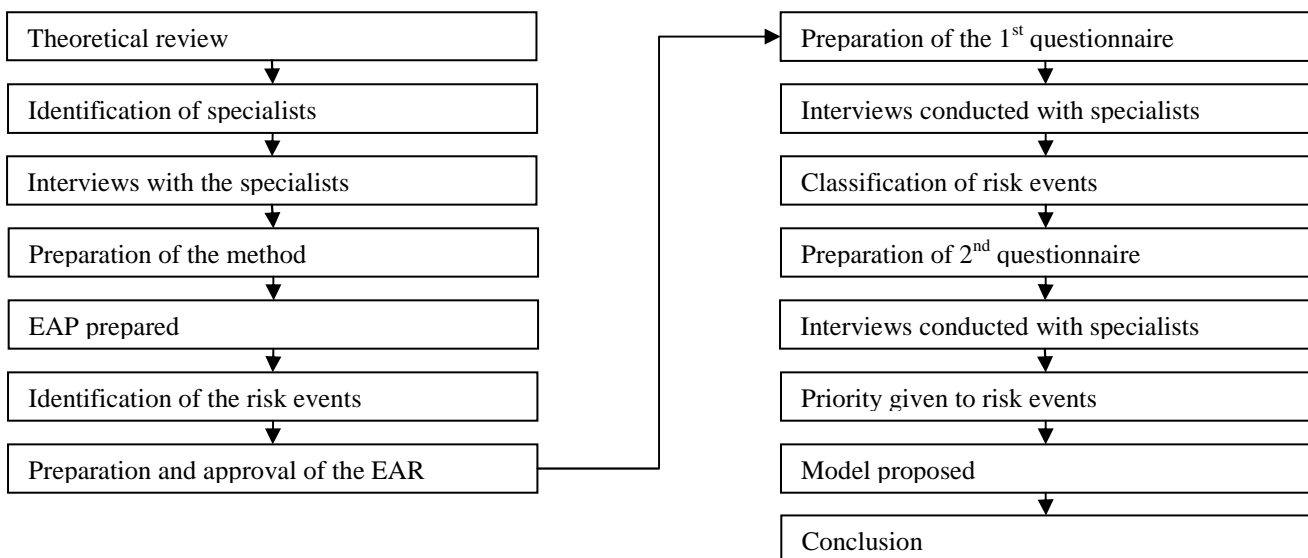 Theoretical review
Identification of specialists
Interviews with the specialists
Preparation of the method
EAP prepared
Identification of the risk events
Preparation and approval of the EAR
Preparation of the 1st questionnaire
Interviews conducted with specialists
Classification of risk events
Preparation of 2nd questionnaire
Interviews conducted with specialists
Priority given to risk events
Model proposed
Conclusion